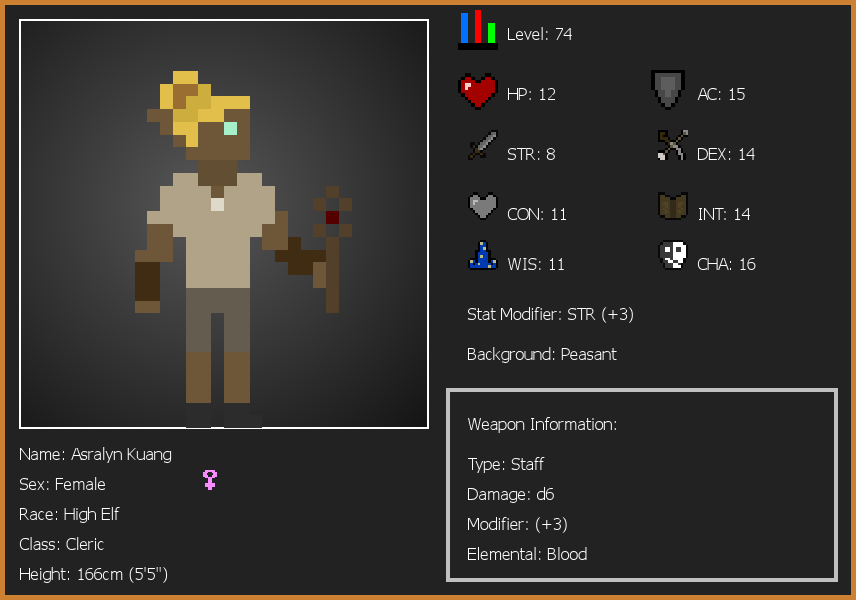 Level: 74
HP: 12
AC: 15
STR: 8
DEX: 14
CON: 11
INT: 14
WIS: 11
CHA: 16
Stat Modifier: STR (+3)
Background: Peasant
Weapon Information:
Type: Staff
Damage: d6
Modifier: (+3)
Elemental: Blood
Name: Asralyn Kuang
Sex: Female
Race: High Elf
Class: Cleric
Height: 166cm (5'5")